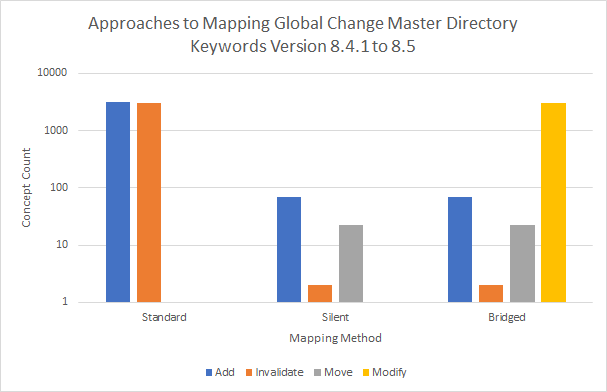 Approaches to Mapping Global Change Master Directory
Keywords Version 8.4.1 to 8.5
10000
1000
100
10
1
Concept Count
Standard
Silent
Bridged
Mapping Method
Add
Invalidate
Move
Modify